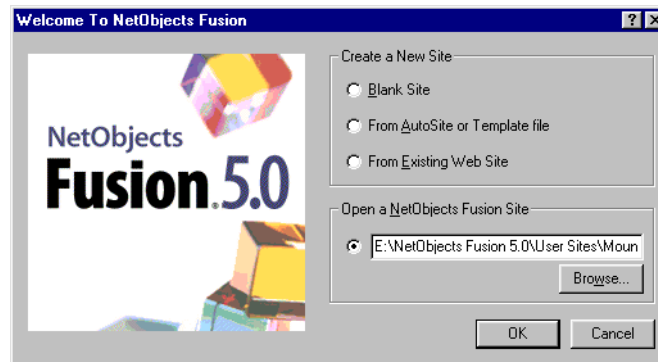 Welcome To NetObjects Fusion
NetObjects
Fusion.5.0
Create a New Site
Blank Site
From AutoSite or Template file
From Existing Web Site
Open a NetObjects Fusion Site
E:\NetObjects Fusion 5.0\User Sites\Moun
Browse...
OK
Cancel